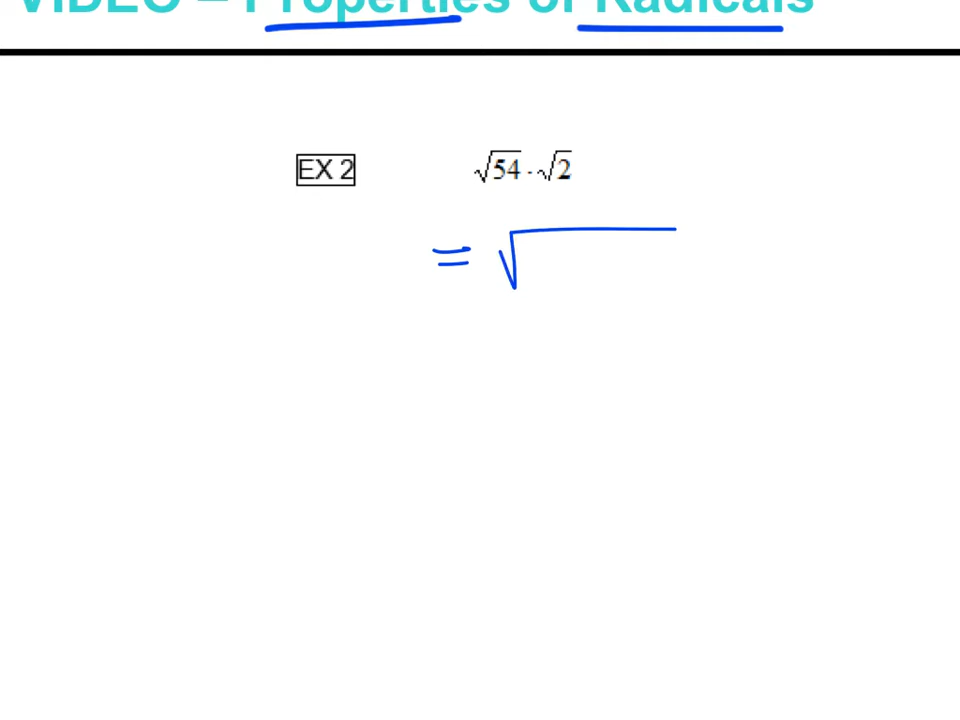 VIDEO – Properties of Radicals
EX 2 √54 · √2
= √